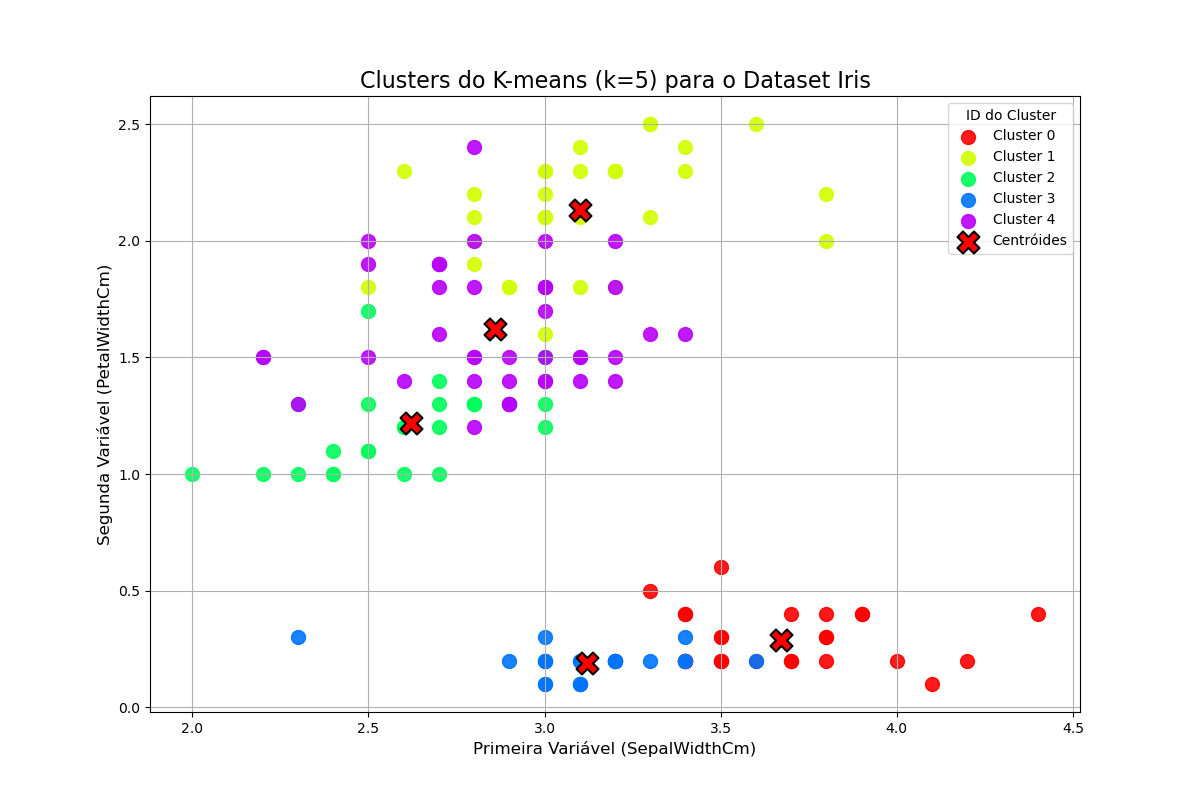 Clusters do K-means (k=5) para o Dataset Iris
ID do Cluster
Cluster 0
Cluster 1
Cluster 2
Cluster 3
Cluster 4
Centróides
Segunda Variável (PetalWidthCm)
2.5
2.0
1.5
1.0
0.5
0.0
2.0 2.5 3.0 3.5 4.0 4.5
Primeira Variável (SepalWidthCm)